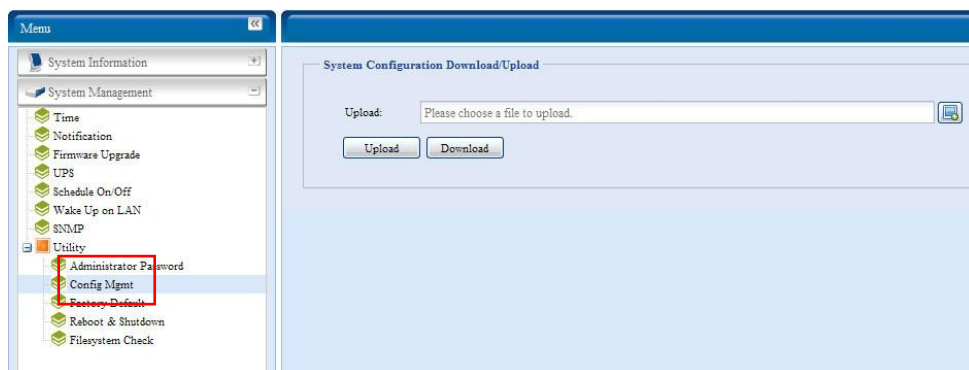 Menu
System Information
System Management
Time
Notification
Firmware Upgrade
UPS
Schedule On/Off
Wake Up on LAN
SNMP
Utility
Administrator Password
Config Mgmt
Factory Default
Reboot & Shutdown
Filesystem Check
System Configuration Download/Upload
Upload: Please choose a file to upload.
Upload Download